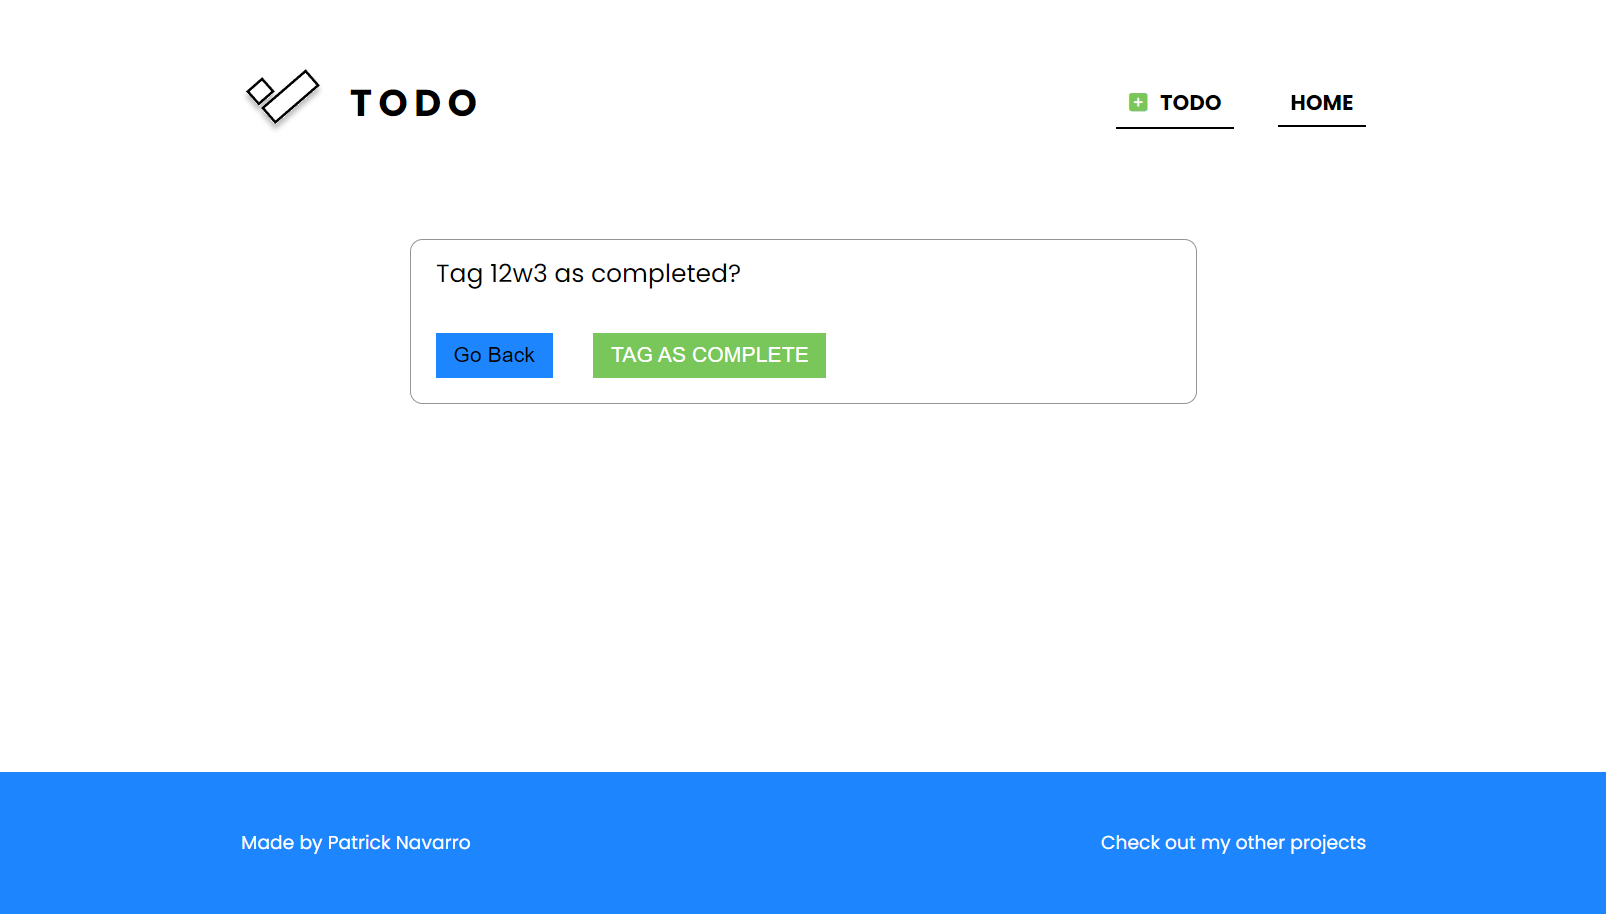 TODO
TODO
HOME
Tag 12w3 as completed?
Go Back
TAG AS COMPLETE
Made by Patrick Navarro
Check out my other projects